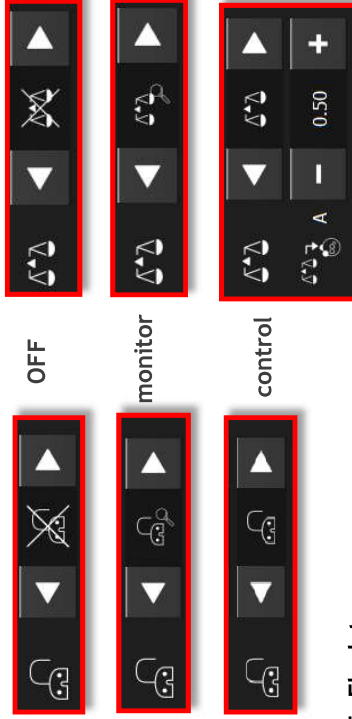 OFF
monitor
control
A − 0.50 +